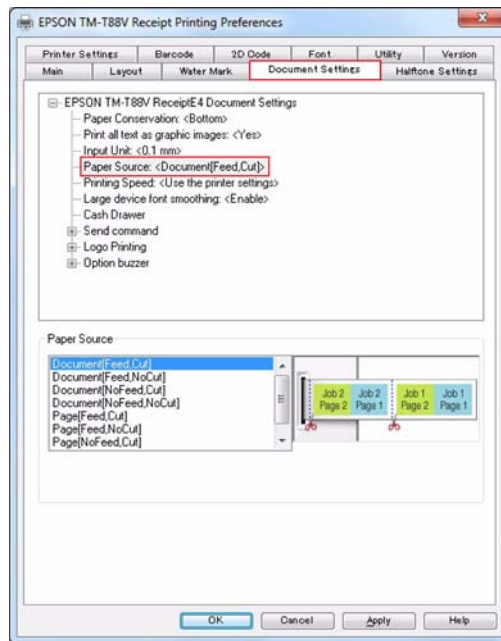 EPSON TM-T88V Receipt Printing Preferences
Printer Settings Barcode 2D Code Font Utility Version
Main Layout Water Mark Document Settings Halftone Settings
EPSON TM-T88V ReceiptE4 Document Settings
Paper Conservation: <Bottom>
Print all text as graphic images: <Yes>
Input Unit: <0.1 mm>
Paper Source: <Document[Feed,Cut]>
Printing Speed: <Use the printer settings>
Large device font smoothing: <Enable>
Cash Drawer
Send command
Logo Printing
Option buzzer
Paper Source
Document[Feed,Cut]
Document[Feed,NoCut]
Document[NoFeed,Cut]
Document[NoFeed,NoCut]
Page[Feed,Cut]
Page[Feed,NoCut]
Page[NoFeed,Cut]
Job 2 Job 2 Job 1 Job 1
Page 2 Page 1 Page 2 Page 1
OK Cancel Apply Help